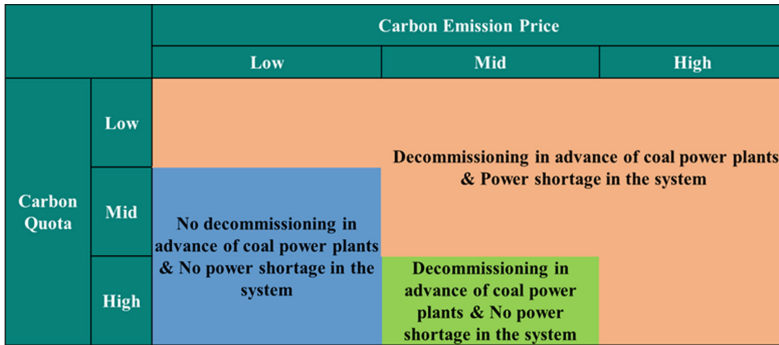 Carbon Emission Price
Low
Mid
High
Carbon
Quota
Low
Mid
High
Decommissioning in advance of coal power plants
& Power shortage in the system
No decommissioning in
advance of coal power plants
& No power shortage in the
system
Decommissioning in
advance of coal power
plants & No power
shortage in the system